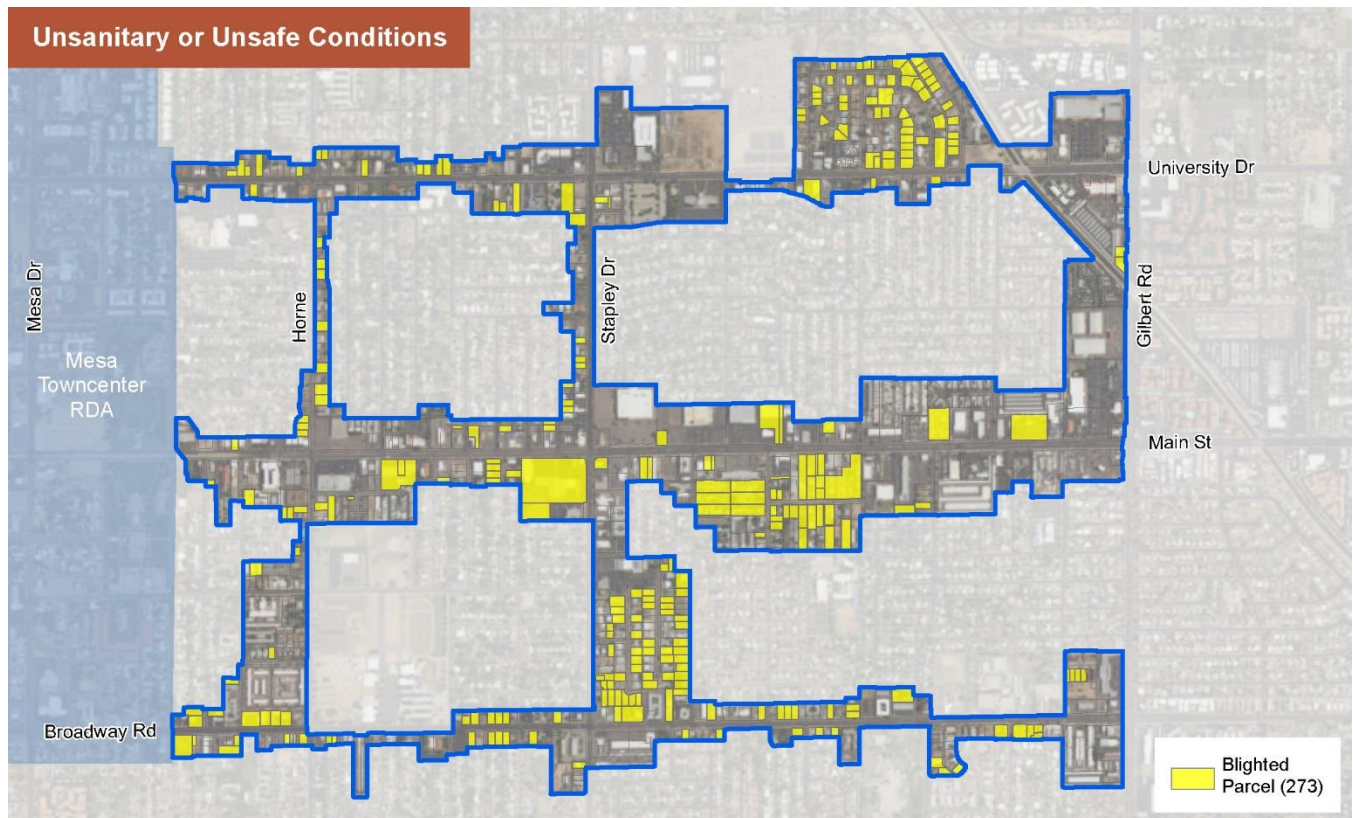 Unsanitary or Unsafe Conditions
University Dr
Mesa Dr
Horne
Stapley Dr
Gilbert Rd
Mesa
Towncenter
RDA
Main St
Broadway Rd
Blighted
Parcel (273)